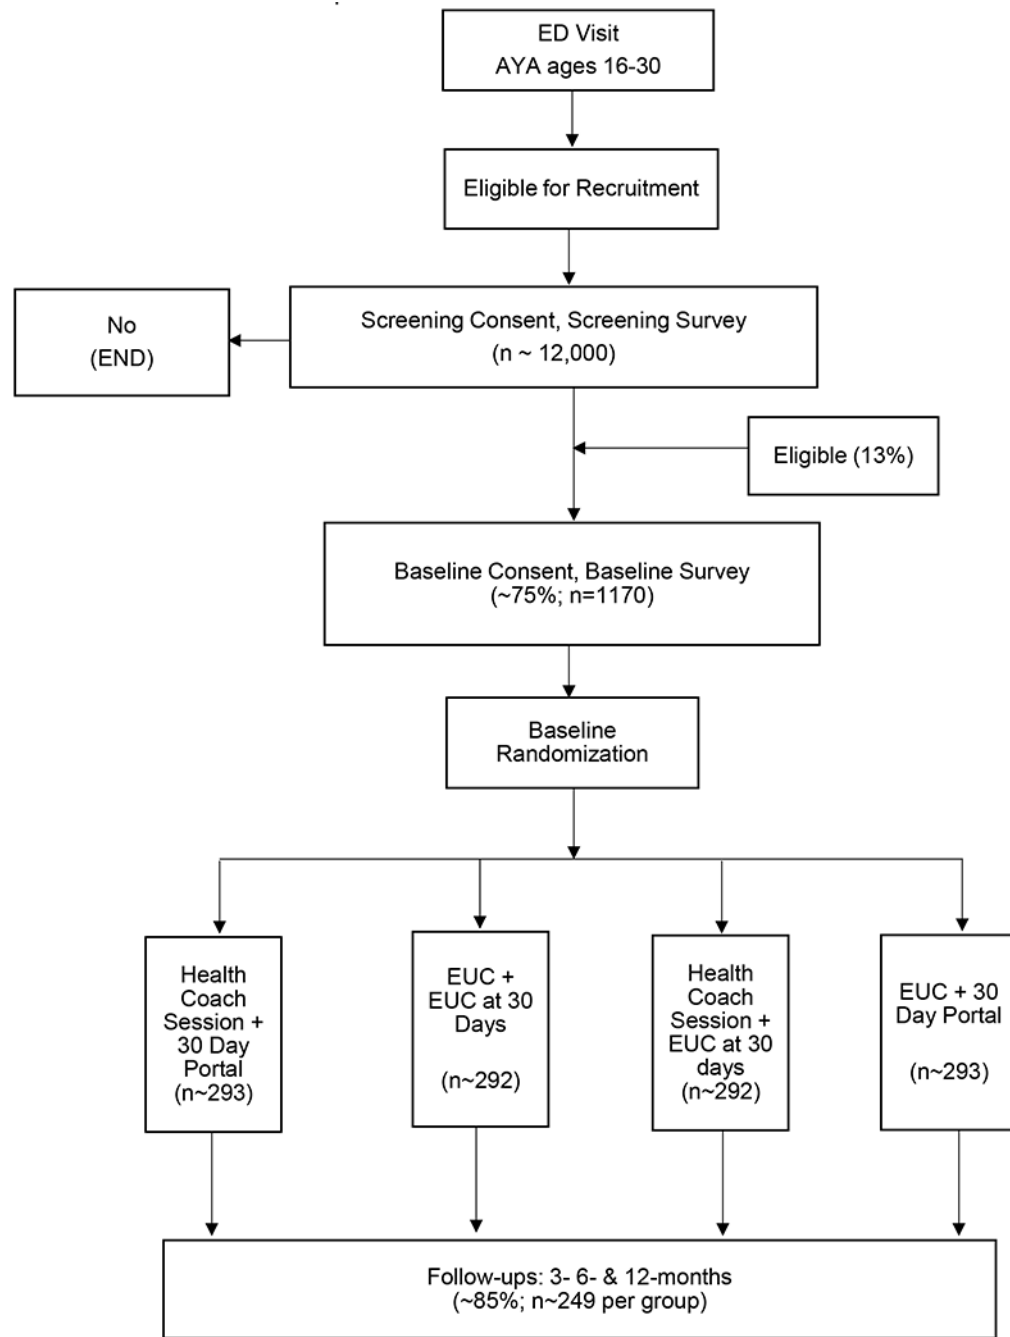 ED Visit
AYA ages 16-30
Eligible for Recruitment
No
(END)
Screening Consent, Screening Survey
(n ~ 12,000)
Eligible (13%)
Baseline Consent, Baseline Survey
(~75%; n=1170)
Baseline
Randomization
Health
Coach
Session +
30 Day
Portal
(n~293)
EUC +
EUC at 30
Days
(n~292)
Health
Coach
Session +
EUC at 30
days
(n~292)
EUC + 30
Day Portal
(n~293)
Follow-ups: 3- 6- & 12-months
(~85%; n~249 per group)